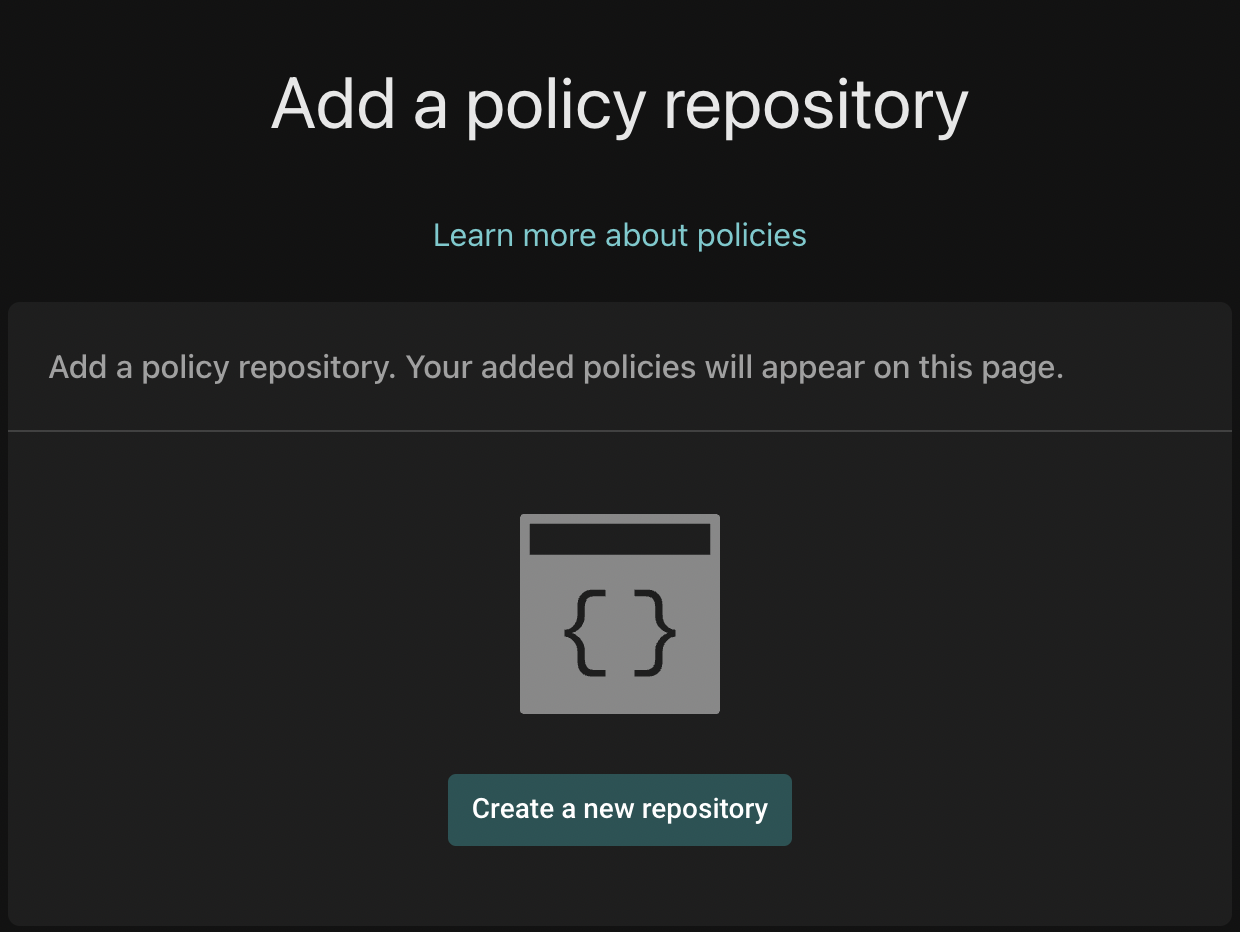 Add a policy repository
Learn more about policies
Add a policy repository. Your added policies will appear on this page.
{ }
Create a new repository